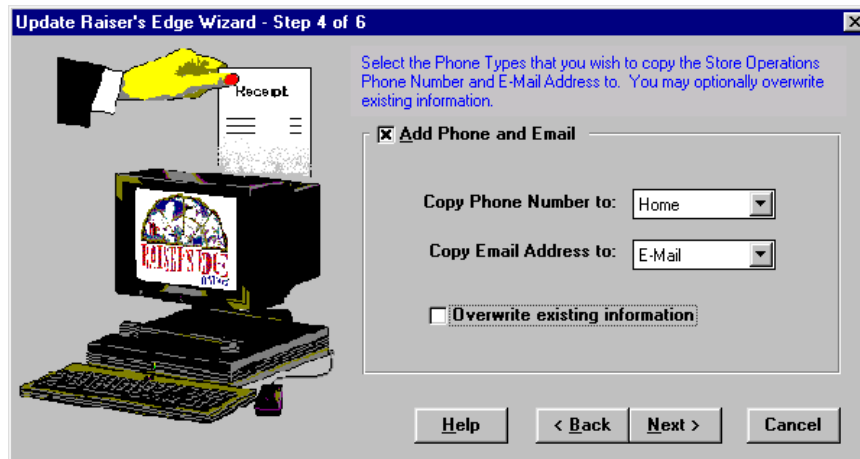 Update Raiser's Edge Wizard - Step 4 of 6
Receipt
Select the Phone Types that you wish to copy the Store Operations
Phone Number and E-Mail Address to.  You may optionally overwrite
existing information.
Add Phone and Email
Copy Phone Number to: Home
Copy Email Address to: E-Mail
Overwrite existing information
Help < Back Next > Cancel